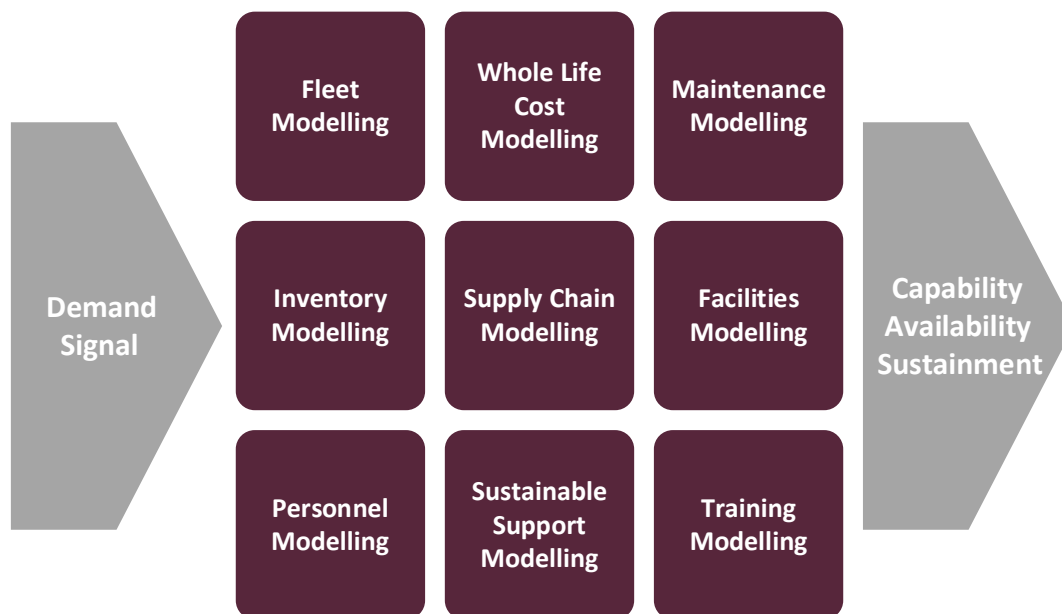 Demand
Signal
Fleet
Modelling
Whole Life
Cost
Modelling
Maintenance
Modelling
Inventory
Modelling
Supply Chain
Modelling
Facilities
Modelling
Personnel
Modelling
Sustainable
Support
Modelling
Training
Modelling
Capability
Availability
Sustainment